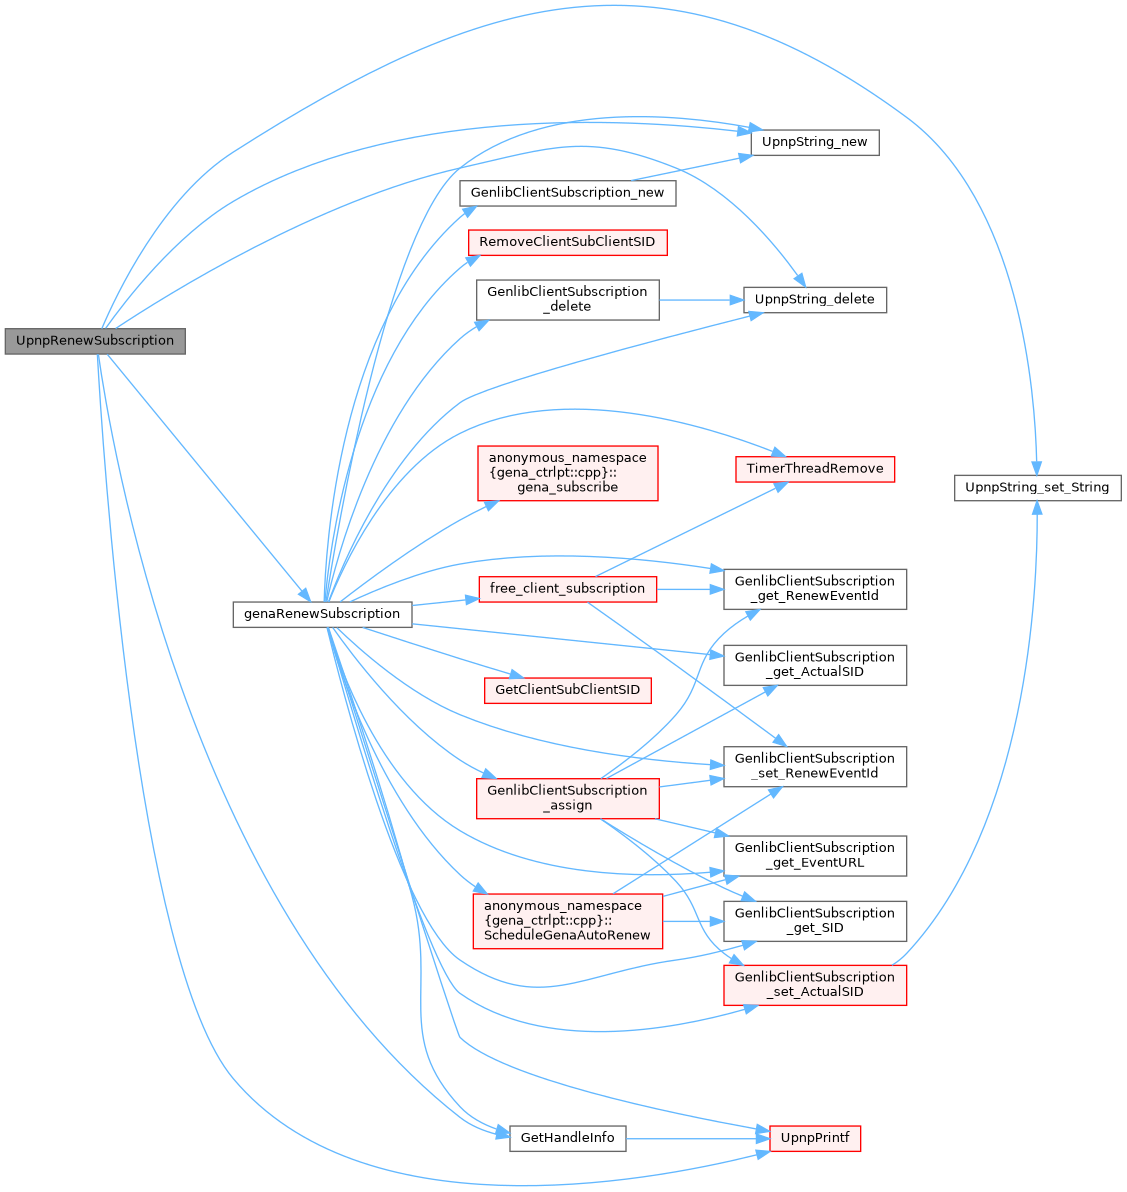 UpnpRenewSubscription
genaRenewSubscription
GenlibClientSubscription_new
RemoveClientSubClientSID
GenlibClientSubscription
_delete
anonymous_namespace
{gena_ctrlpt::cpp}::
gena_subscribe
free_client_subscription
GetClientSubClientSID
GenlibClientSubscription
_assign
anonymous_namespace
{gena_ctrlpt::cpp}::
ScheduleGenaAutoRenew
GetHandleInfo
UpnpString_new
UpnpString_delete
TimerThreadRemove
GenlibClientSubscription
_get_RenewEventId
GenlibClientSubscription
_get_ActualSID
GenlibClientSubscription
_set_RenewEventId
GenlibClientSubscription
_get_EventURL
GenlibClientSubscription
_get_SID
GenlibClientSubscription
_set_ActualSID
UpnpPrintf
UpnpString_set_String